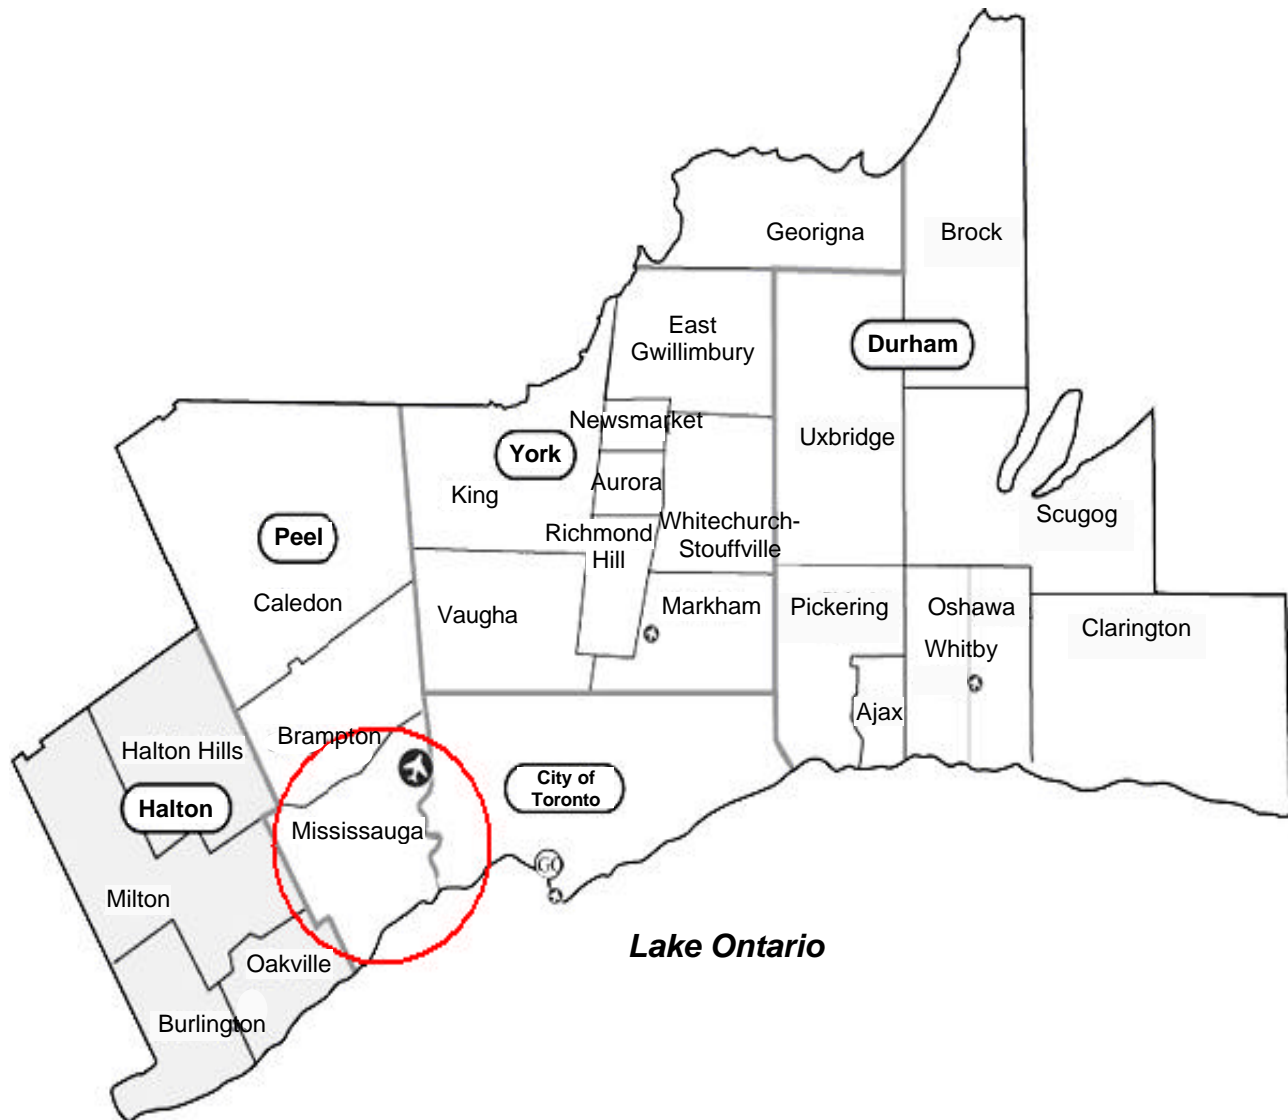 Georigna
Brock
East
Gwillimbury
Durham
Newsmarket
York
Uxbridge
King
Aurora
Scugog
Peel
Richmond
Hill
Whitechurch-
Stouffville
Caledon
Vaugha
Markham
Pickering
Oshawa
Whitby
Clarington
Ajax
Brampton
Halton Hills
Halton
City of
Toronto
Mississauga
GO
Milton
Lake Ontario
Oakville
Burlington